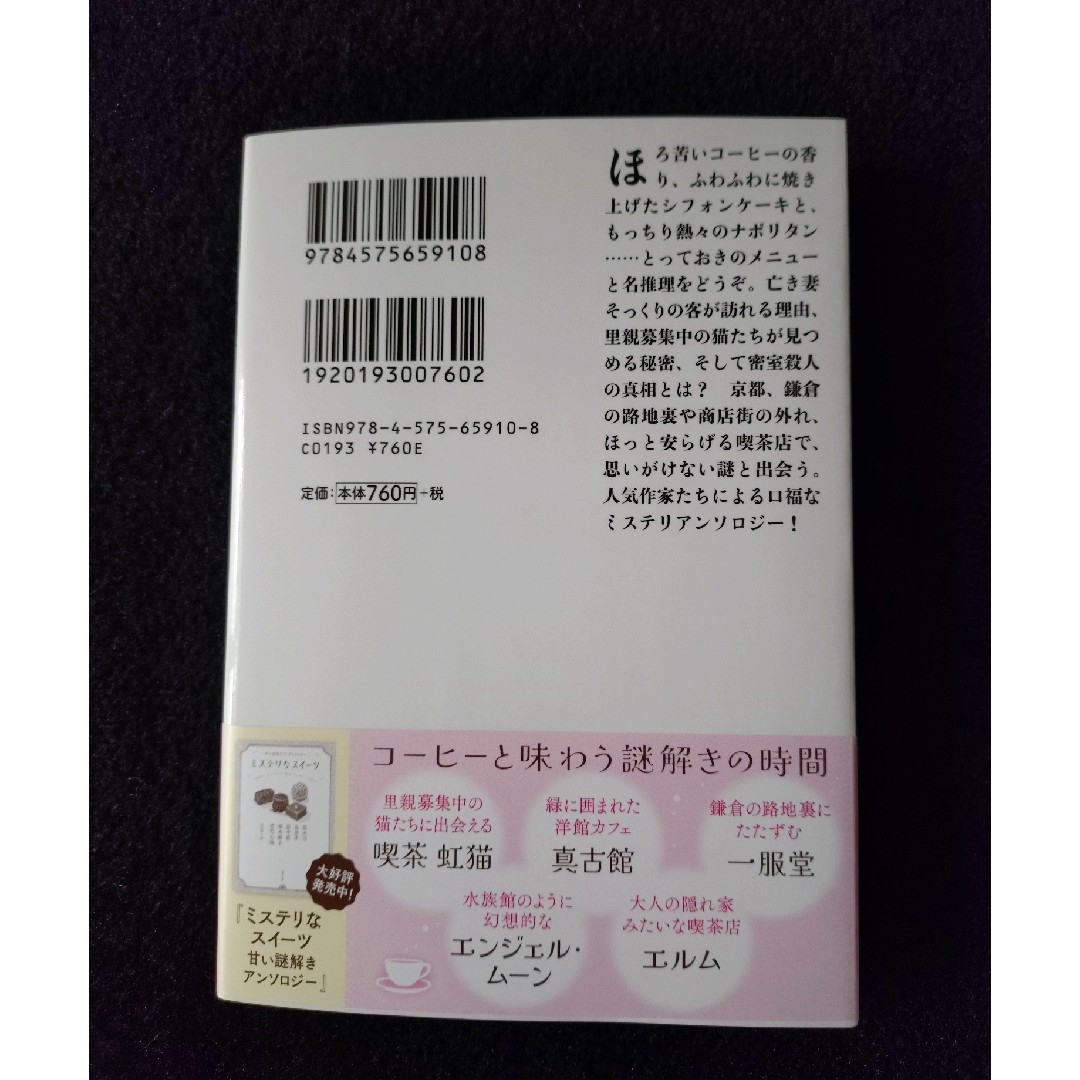 9784575659108
1920193007602
ISBN978-4-575-65910-8
C0193 ¥760E
定価:本体760円+税
ほろ苦いコーヒーの香
り、ふわふわに焼き
上げたシフォンケーキと、
もっちり熱々のナポリタン
……とっておきのメニュー
と名推理をどうぞ。亡き妻
そっくりの客が訪れる理由、
里親募集中の猫たちが見つ
める秘密、そして密室殺人
の真相とは? 京都、鎌倉
の路地裏や商店街の外れ、
ほっと安らげる喫茶店で、
思いがけない謎と出会う。
人気作家たちによる口福な
ミステリアンソロジー!
コーヒーと味わう謎解きの時間
里親募集中の
猫たちに出会える
喫茶 虹猫
緑に囲まれた
洋館カフェ
真古館
鎌倉の路地裏に
たたずむ
一服堂
水族館のように
幻想的な
エンジェル・
ムーン
大人の隠れ家
みたいな喫茶店
エルム
ミステリなスイーツ
大好評
発売中!
『ミステリな
スイーツ
甘い謎解き
アンソロジー』